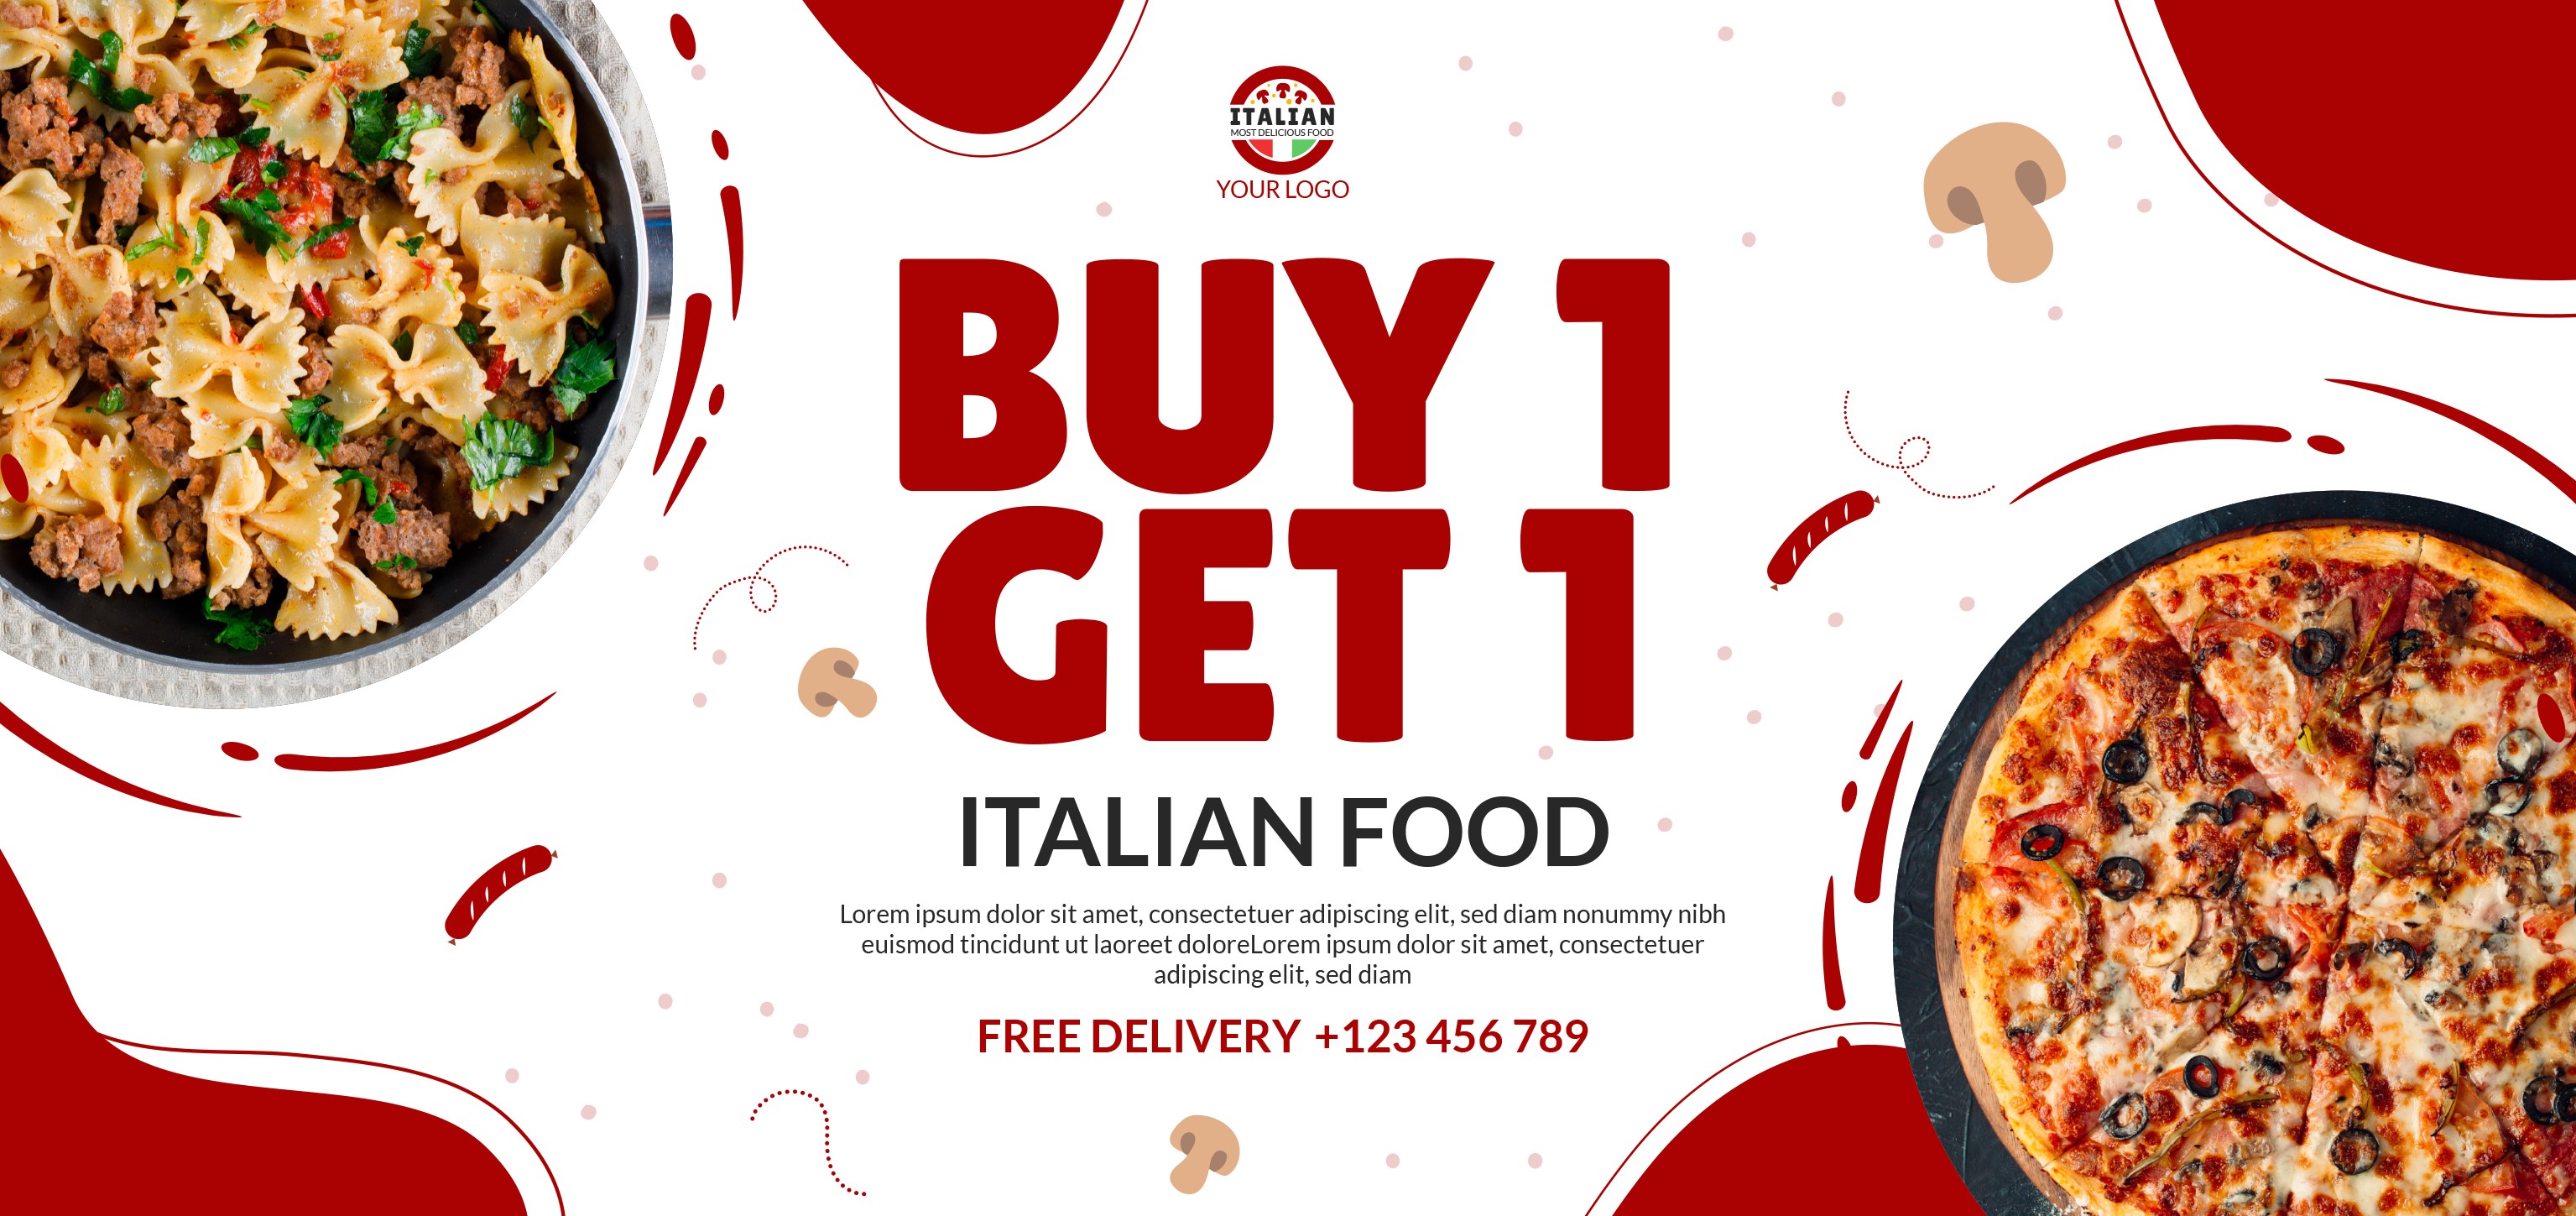 ITALIAN
MOST DELICIOUS FOOD
YOUR LOGO
BUY 1
GET 1
ITALIAN FOOD
Lorem ipsum dolor sit amet, consectetuer adipiscing elit, sed diam nonummy nibh
euismod tincidunt ut laoreet doloreLorem ipsum dolor sit amet, consectetuer
adipiscing elit, sed diam
FREE DELIVERY +123 456 789